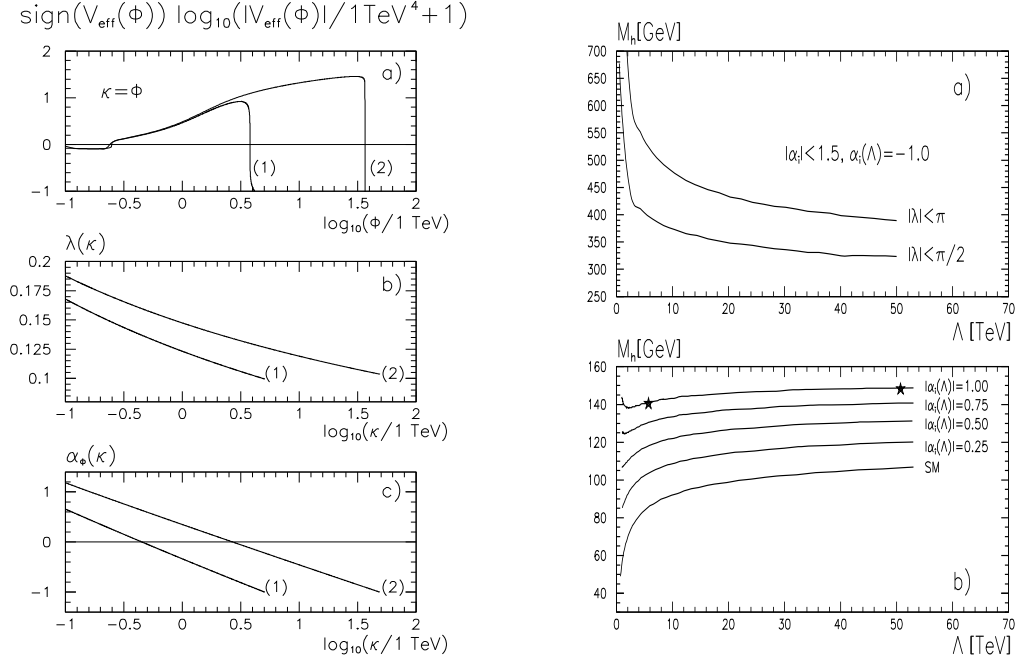 sign(V_eff(Φ)) log₁₀(|V_eff(Φ)|/1TeV⁴+1)
2
1
0
−1
a)
κ=Φ
(1)
(2)
−1 −0.5 0 0.5 1 1.5 2
log₁₀(Φ/1 TeV)
λ(κ)
0.2
0.175
0.15
0.125
0.1
b)
(1)
(2)
−1 −0.5 0 0.5 1 1.5 2
log₁₀(κ/1 TeV)
α_Φ(κ)
1
0
−1
c)
(1)
(2)
−1 −0.5 0 0.5 1 1.5 2
log₁₀(κ/1 TeV)
M_h[GeV]
700
650
600
550
500
450
400
350
300
250
a)
|α_i|<1.5, α_i(Λ)=−1.0
|λ|<π
|λ|<π/2
0 10 20 30 40 50 60 70
Λ [TeV]
M_h[GeV]
160
140
120
100
80
60
40
|α_i(Λ)|=1.00
|α_i(Λ)|=0.75
|α_i(Λ)|=0.50
|α_i(Λ)|=0.25
SM
b)
0 10 20 30 40 50 60 70
Λ [TeV]